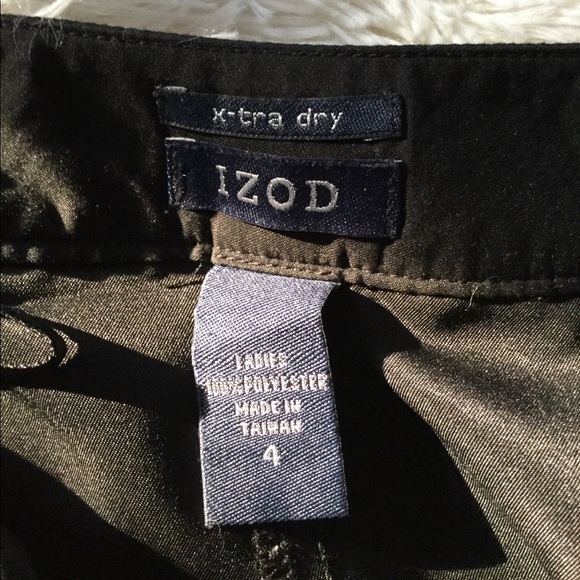 x-tra dry
IZOD
LADIES
100% POLYESTER
MADE IN
TAIWAN
4